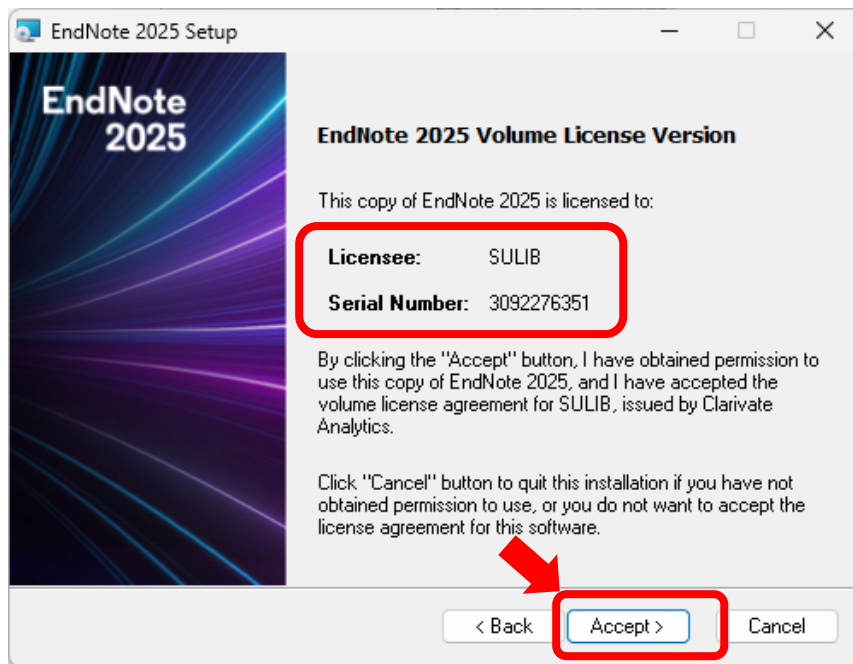 EndNote 2025 Setup
EndNote
2025
EndNote 2025 Volume License Version
This copy of EndNote 2025 is licensed to:
Licensee: SULIB
Serial Number: 3092276351
By clicking the "Accept" button, I have obtained permission to
use this copy of EndNote 2025, and I have accepted the
volume license agreement for SULIB, issued by Clarivate
Analytics.
Click "Cancel" button to quit this installation if you have not
obtained permission to use, or you do not want to accept the
license agreement for this software.
< Back Accept > Cancel